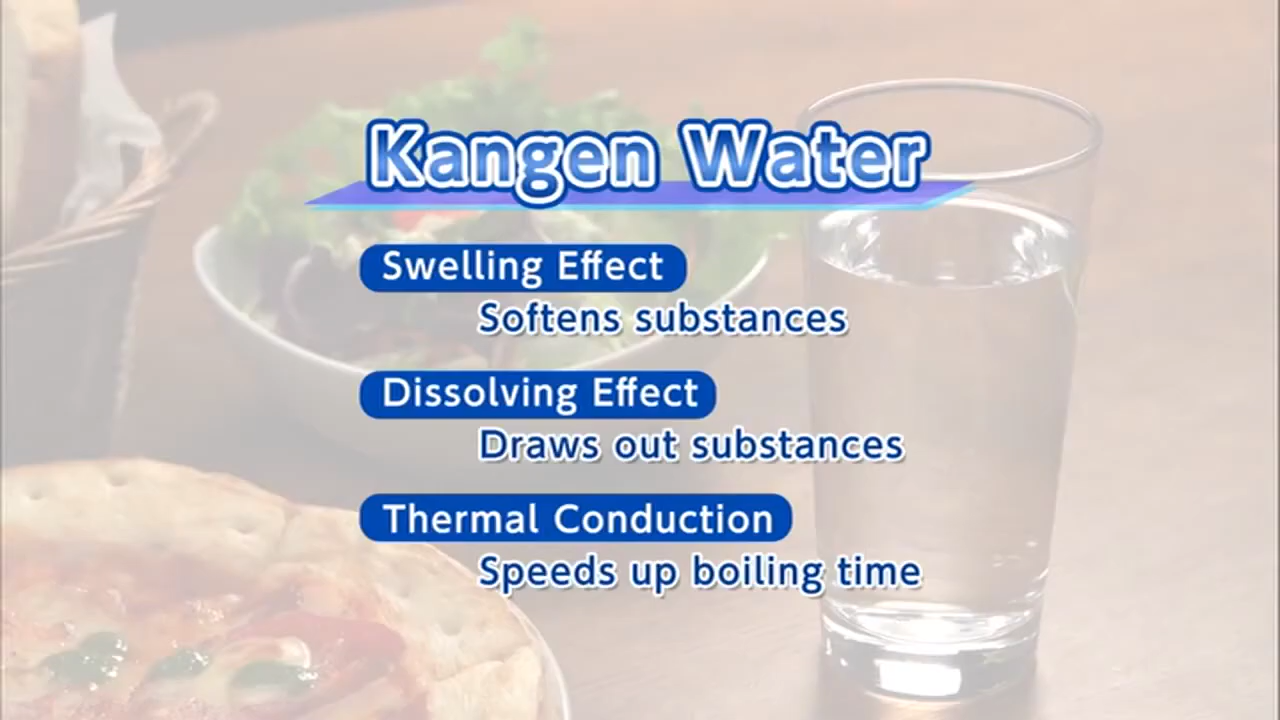 Kangen Water
Swelling Effect
Softens substances
Dissolving Effect
Draws out substances
Thermal Conduction
Speeds up boiling time